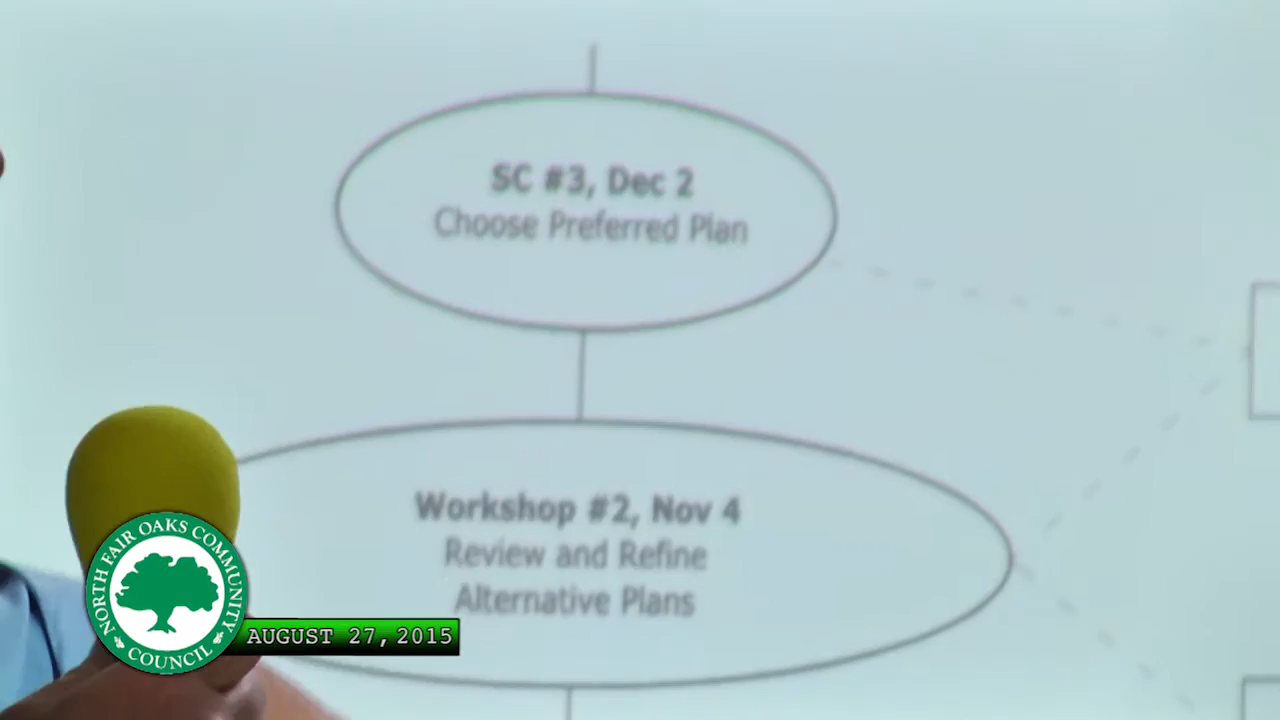 SC #3, Dec 2
Choose Preferred Plan
Workshop #2, Nov 4
Review and Refine
Alternative Plans
NORTH FAIR OAKS COMMUNITY
COUNCIL
AUGUST 27, 2015